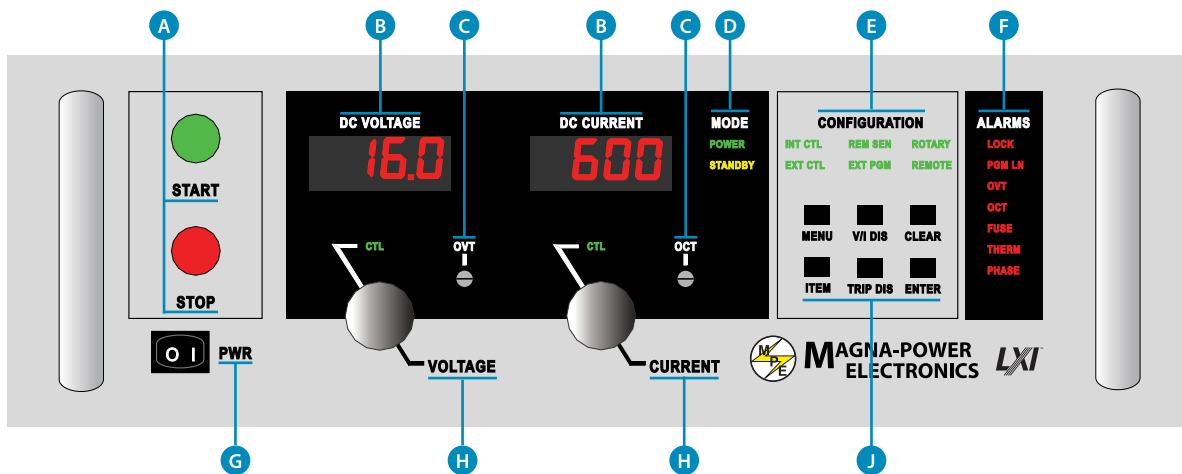 A
B
C
B
C
D
E
F
DC VOLTAGE
DC CURRENT
MODE
CONFIGURATION
ALARMS
16.0
600
POWER
STANDBY
INT CTL REM SEN ROTARY
EXT CTL EXT PGM REMOTE
LOCK
PGM LN
OVT
OCT
FUSE
THERM
PHASE
START
STOP
CTL
OVT
CTL
OCT
MENU V/I DIS CLEAR
ITEM TRIP DIS ENTER
O I PWR
VOLTAGE
CURRENT
M P E
MAGNA-POWER
ELECTRONICS
LXI
G
H
H
J